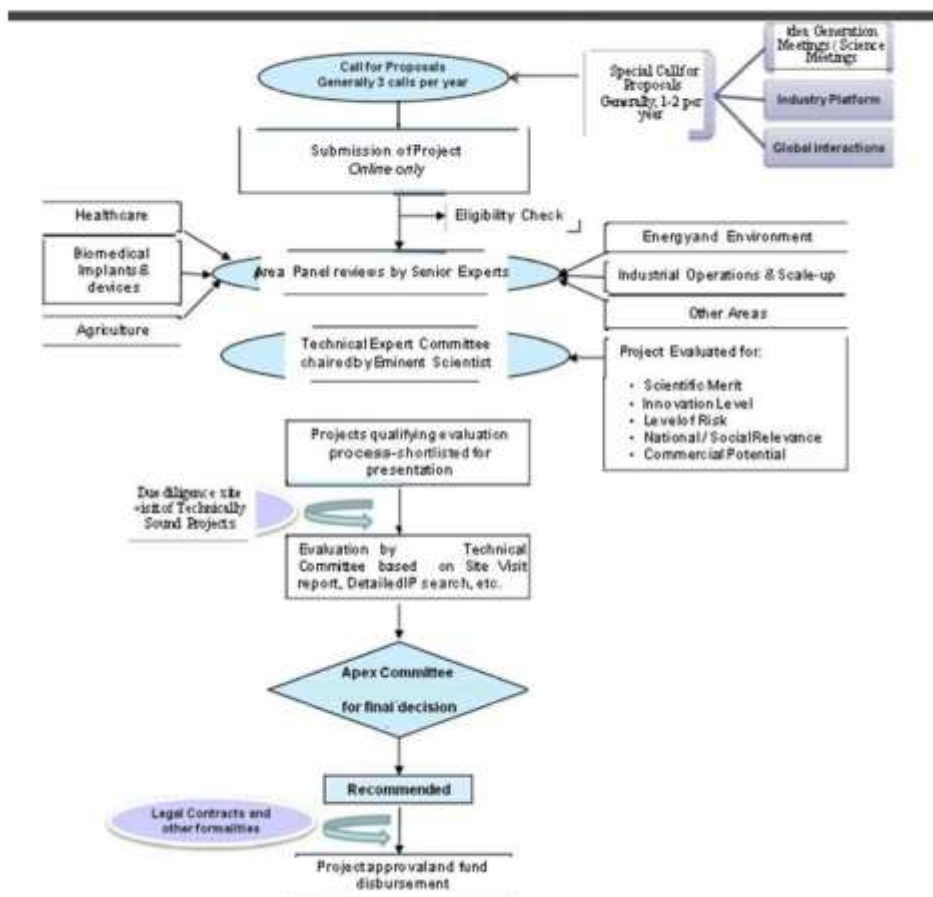 Call for Proposals
Generally 3 calls per year
Special Call for
Proposals
Generally, 1-2 per
year
Idea Generation
Meetings / Science
Meetings
Industry Platform
Global interactions
Submission of Project
Online only
Eligibility Check
Healthcare
Biomedical
Implants &
devices
Agriculture
Area Panel reviews by Senior Experts
Energy and Environment
Industrial Operations & Scale-up
Other Areas
Technical Expert Committee
chaired by Eminent Scientist
Project Evaluated for:
• Scientific Merit
• Innovation Level
• Level of Risk
• National / Social Relevance
• Commercial Potential
Projects qualifying evaluation
process-shortlisted for
presentation
Due diligence site
visit of Technically
Sound Projects
Evaluation by Technical
Committee based on Site Visit
report, Detailed IP search, etc.
Apex Committee
for final decision
Recommended
Legal Contracts and
other formalities
Project approval and fund
disbursement